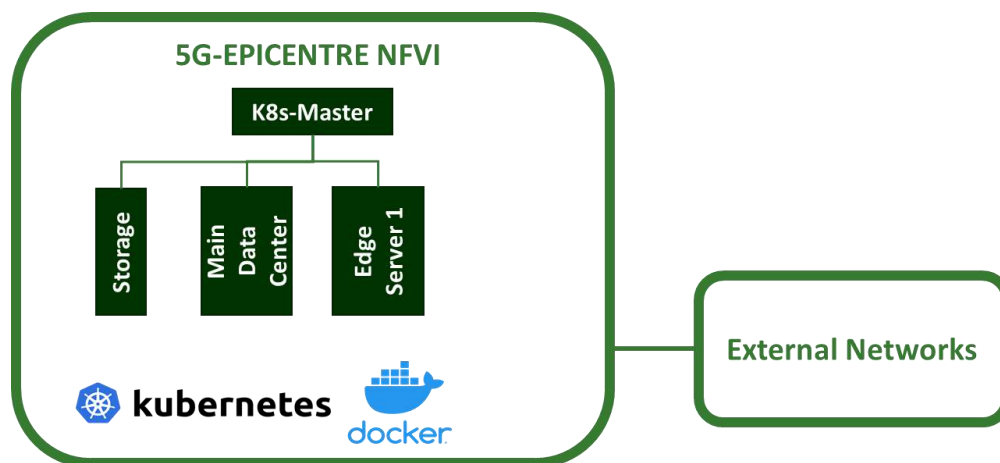 5G-EPICENTRE NFVI
K8s-Master
Storage
Main
Data
Center
Edge
Server 1
kubernetes
docker
External Networks